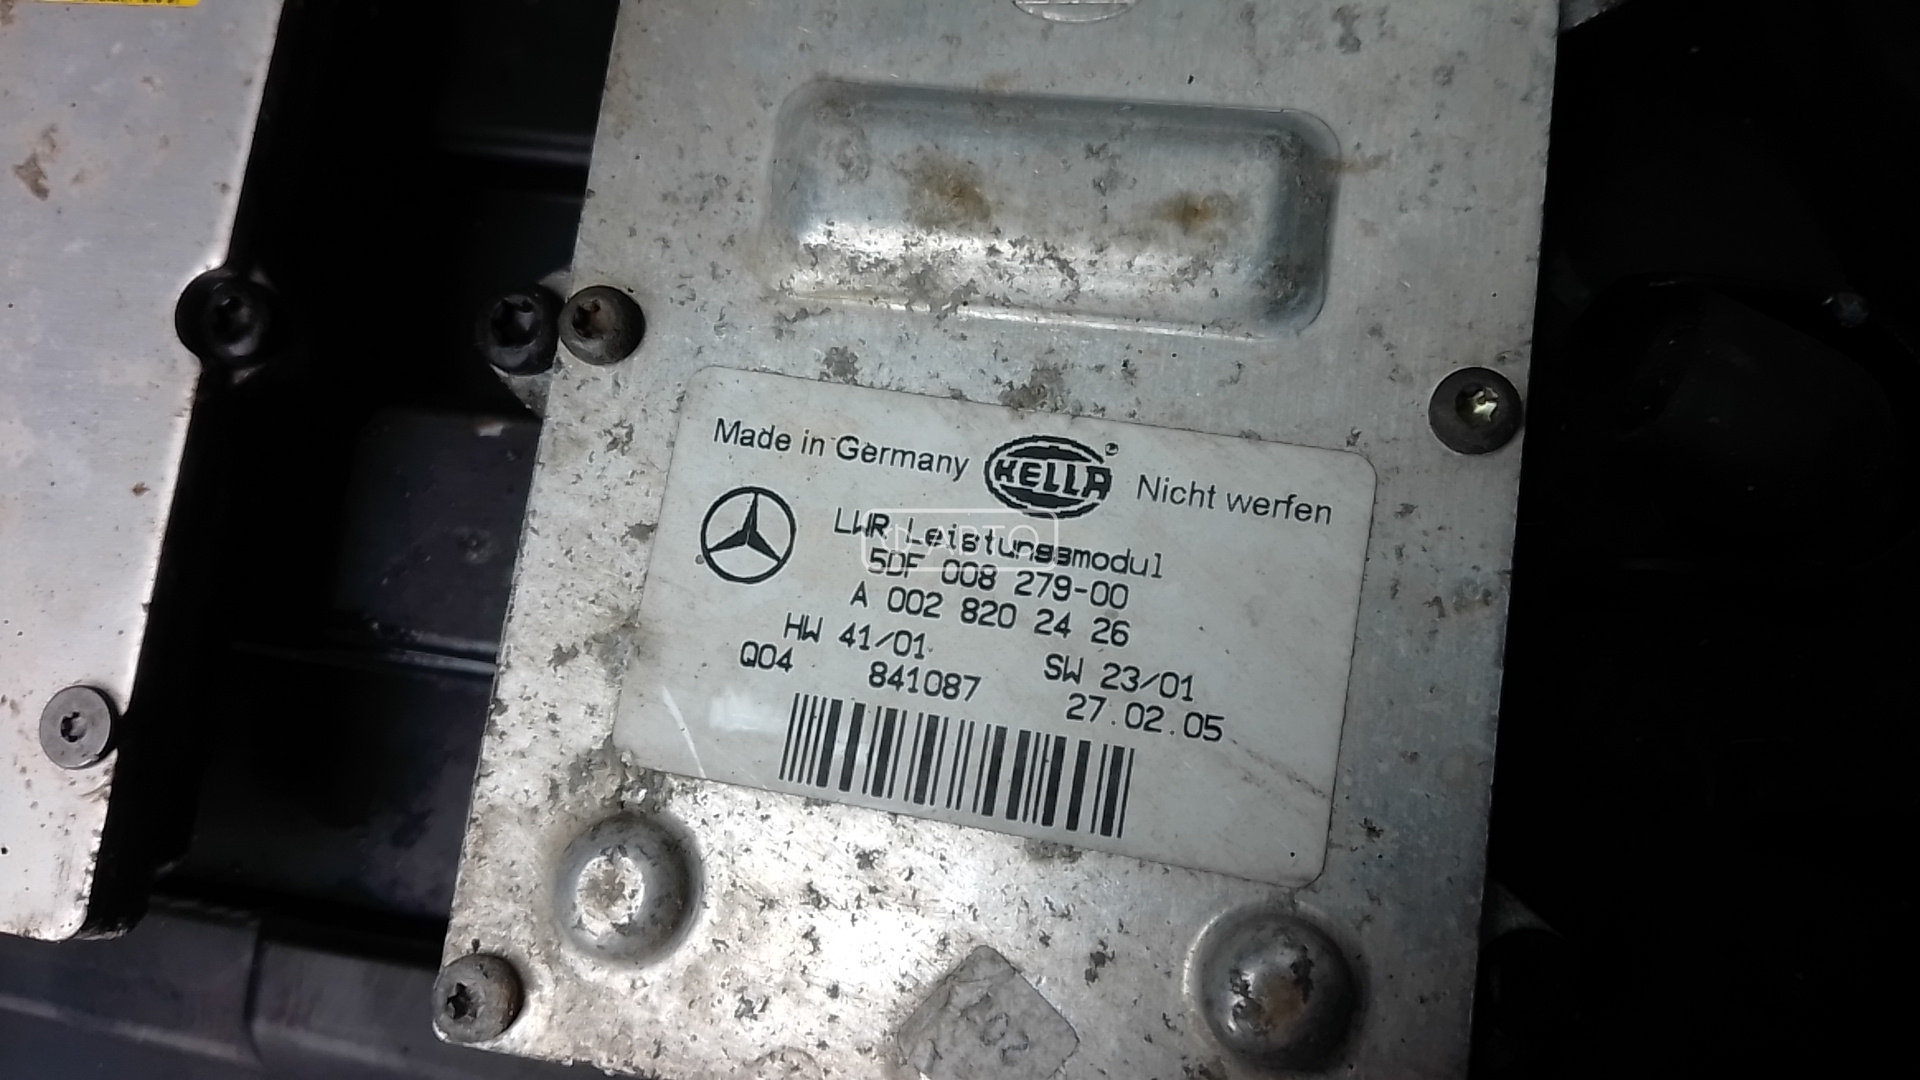 Made in Germany HELLA® Nicht werfen
LWR Leistungsmodul
5DF 008 279-00
A 002 820 24 26
HW 41/01 SW 23/01
Q04 841087 27.02.05